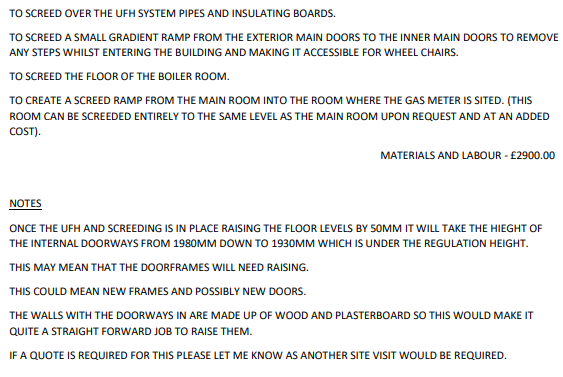 TO SCREED OVER THE UFH SYSTEM PIPES AND INSULATING BOARDS.
TO SCREED A SMALL GRADIENT RAMP FROM THE EXTERIOR MAIN DOORS TO THE INNER MAIN DOORS TO REMOVE
ANY STEPS WHILST ENTERING THE BUILDING AND MAKING IT ACCESSIBLE FOR WHEEL CHAIRS.
TO SCREED THE FLOOR OF THE BOILER ROOM.
TO CREATE A SCREED RAMP FROM THE MAIN ROOM INTO THE ROOM WHERE THE GAS METER IS SITED. (THIS
ROOM CAN BE SCREEDED ENTIRELY TO THE SAME LEVEL AS THE MAIN ROOM UPON REQUEST AND AT AN ADDED
COST).
MATERIALS AND LABOUR - £2900.00
NOTES
ONCE THE UFH AND SCREEDING IS IN PLACE RAISING THE FLOOR LEVELS BY 50MM IT WILL TAKE THE HIEGHT OF
THE INTERNAL DOORWAYS FROM 1980MM DOWN TO 1930MM WHICH IS UNDER THE REGULATION HEIGHT.
THIS MAY MEAN THAT THE DOORFRAMES WILL NEED RAISING.
THIS COULD MEAN NEW FRAMES AND POSSIBLY NEW DOORS.
THE WALLS WITH THE DOORWAYS IN ARE MADE UP OF WOOD AND PLASTERBOARD SO THIS WOULD MAKE IT
QUITE A STRAIGHT FORWARD JOB TO RAISE THEM.
IF A QUOTE IS REQUIRED FOR THIS PLEASE LET ME KNOW AS ANOTHER SITE VISIT WOULD BE REQUIRED.